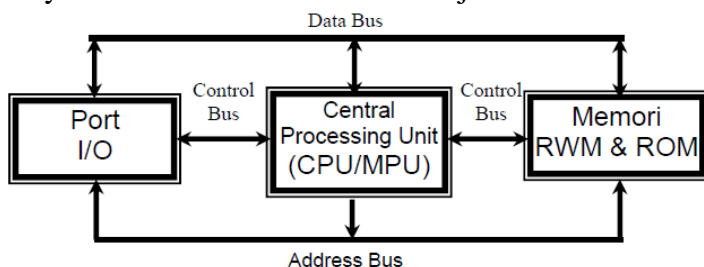 Data Bus
Port
I/O
Control
Bus
Central
Processing Unit
(CPU/MPU)
Control
Bus
Memori
RWM & ROM
Address Bus